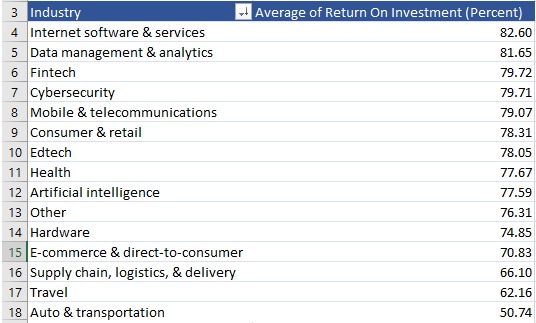 3 Industry Average of Return On Investment (Percent)
4 Internet software & services 82.60
5 Data management & analytics 81.65
6 Fintech 79.72
7 Cybersecurity 79.71
8 Mobile & telecommunications 79.07
9 Consumer & retail 78.31
10 Edtech 78.05
11 Health 77.67
12 Artificial intelligence 77.59
13 Other 76.31
14 Hardware 74.85
15 E-commerce & direct-to-consumer 70.83
16 Supply chain, logistics, & delivery 66.10
17 Travel 62.16
18 Auto & transportation 50.74